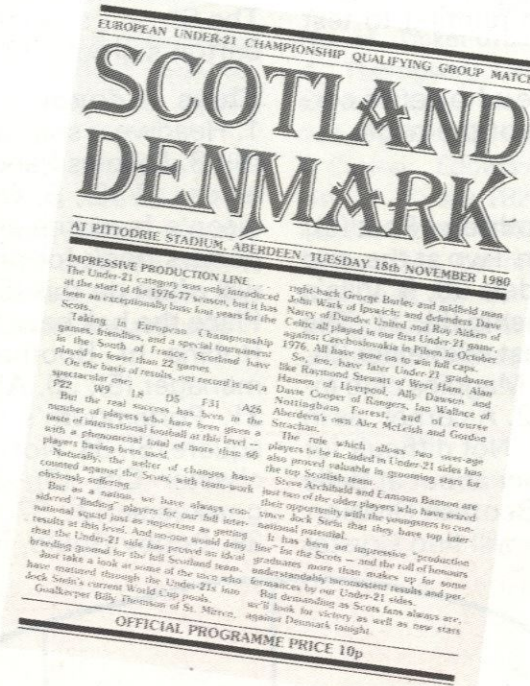 EUROPEAN UNDER-21 CHAMPIONSHIP QUALIFYING GROUP MATCH
SCOTLAND
DENMARK
AT PITTODRIE STADIUM, ABERDEEN, TUESDAY 18th NOVEMBER 1980
IMPRESSIVE PRODUCTION LINE . . .
The Under-21 category was only introduced
at the start of the 1976-77 season, but it has
been an exceptionally busy four years for the
Scots.
Taking in European Championship
games, friendlies, and a special tournament
in the South of France, Scotland have
played no fewer than 22 games.
On the basis of results, our record is not a
spectacular one:
P22 W9 L8 D5 F31 A26
But the real success has been in the
number of players who have been given a
taste of international football at this level —
with a phenomenal total of more than 66
players having been used.
Naturally, the welter of changes have
counted against the Scots, with team-work
obviously suffering.
But as a nation, we have always con-
sidered "finding" players for our full inter-
national squad just as important as getting
results at this level. And no-one would deny
that the Under-21 side has proved an ideal
breeding ground for the full Scotland team.
Just take a look at some of the men who
have matured through the Under-21s into
Jock Stein's current World Cup pools.
Goalkeeper Billy Thomson of St. Mirren,
right-back George Burley and midfield man
John Wark of Ipswich; and defenders Dave
Narey of Dundee United and Roy Aitken of
Celtic all played in our first Under-21 game,
against Czechoslovakia in Pilsen in October
1976. All have gone on to win full caps.
So, too, have later Under-21 graduates
like Raymond Stewart of West Ham, Alan
Hansen of Liverpool, Ally Dawson and
Davie Cooper of Rangers, Ian Wallace of
Nottingham Forest, and of course
Aberdeen's own Alex McLeish and Gordon
Strachan.
The rule which allows two over-age
players to be included in Under-21 sides has
also proved valuable in grooming stars for
the top Scottish team.
Steve Archibald and Eamonn Bannon are
just two of the older players who have seized
their opportunity with the youngsters to con-
vince Jock Stein that they have top inter-
national potential.
It has been an impressive "production
line" for the Scots — and the roll of honours
graduates more than makes up for some
understandably inconsistent results and per-
formances by our Under-21 sides.
But demanding as Scots fans always are,
we'll look for victory as well as new stars
against Denmark tonight.
OFFICIAL PROGRAMME PRICE 10p